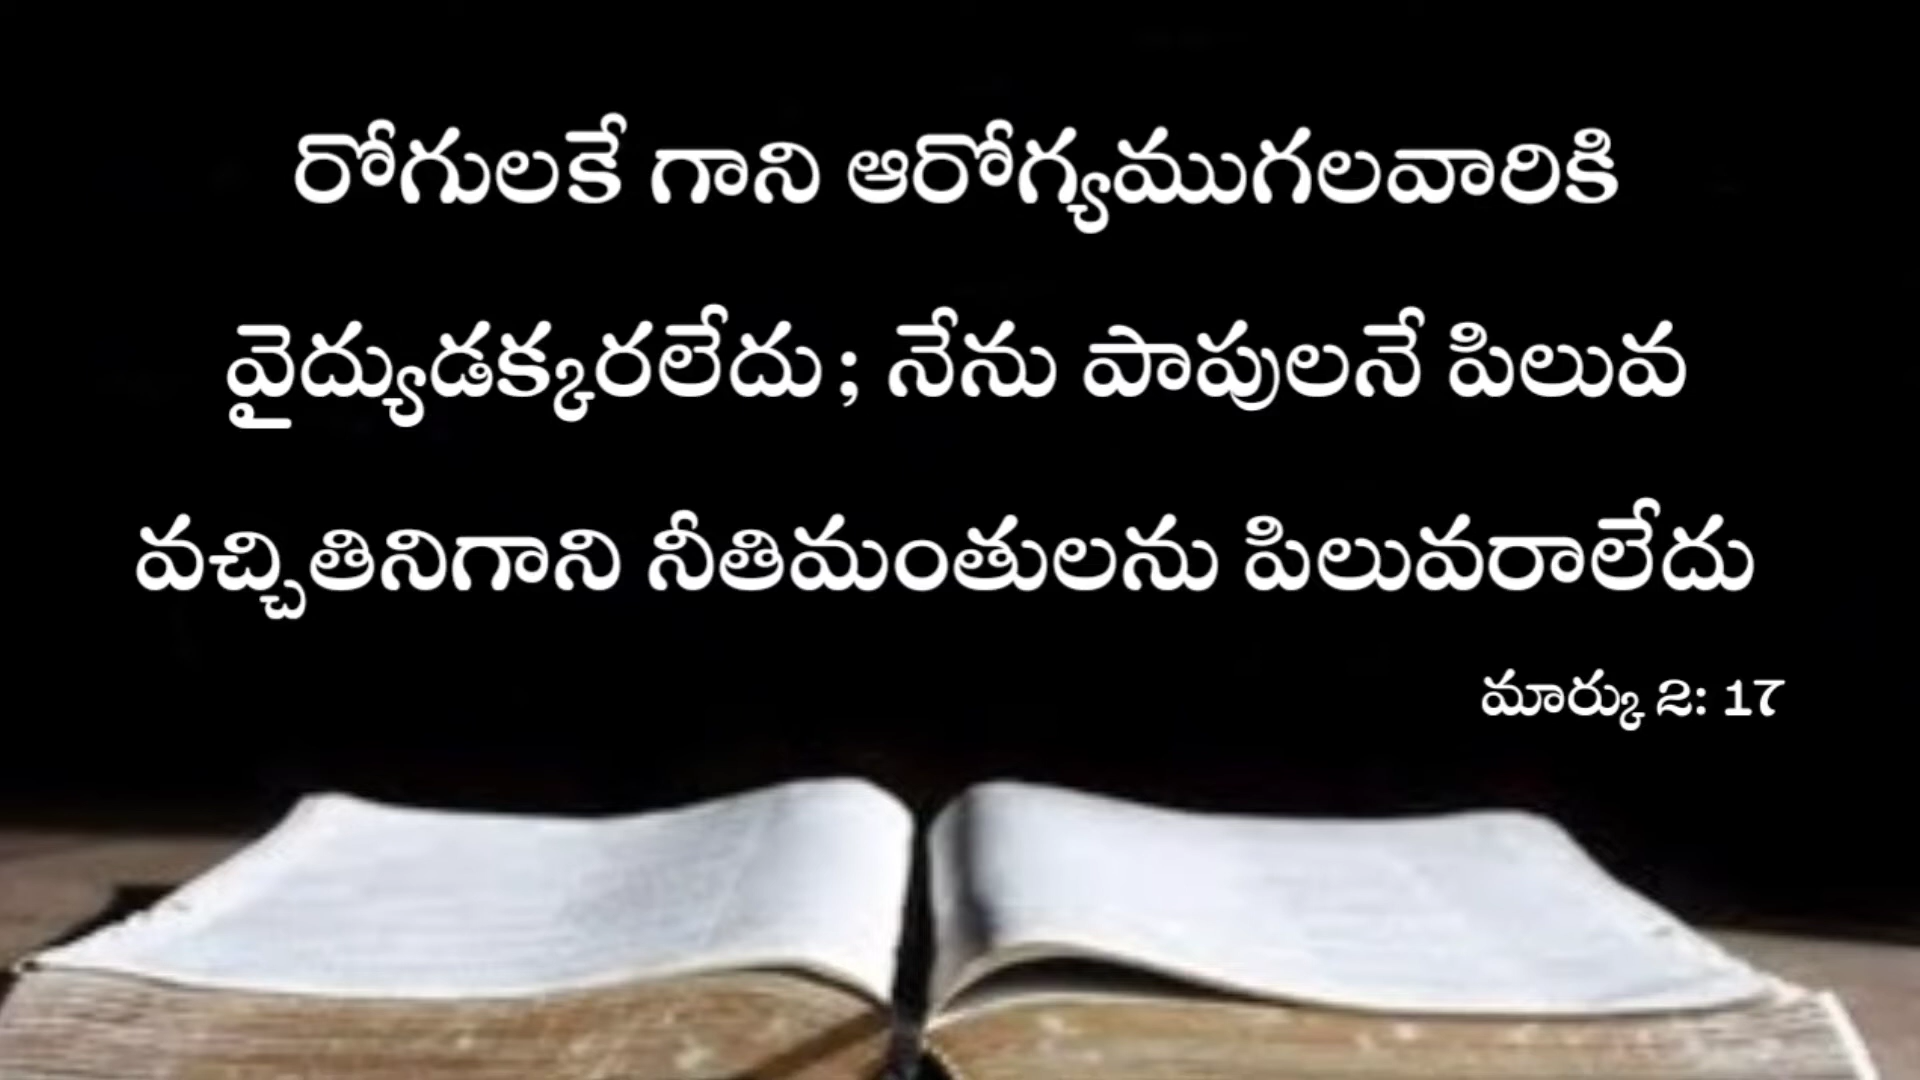 రోగులకే గాని ఆరోగ్యముగలవారికి
వైద్యుడక్కరలేదు; నేను పాపులనే పిలువ
వచ్చితినిగాని నీతిమంతులను పిలువరాలేదు
మార్కు 2: 17